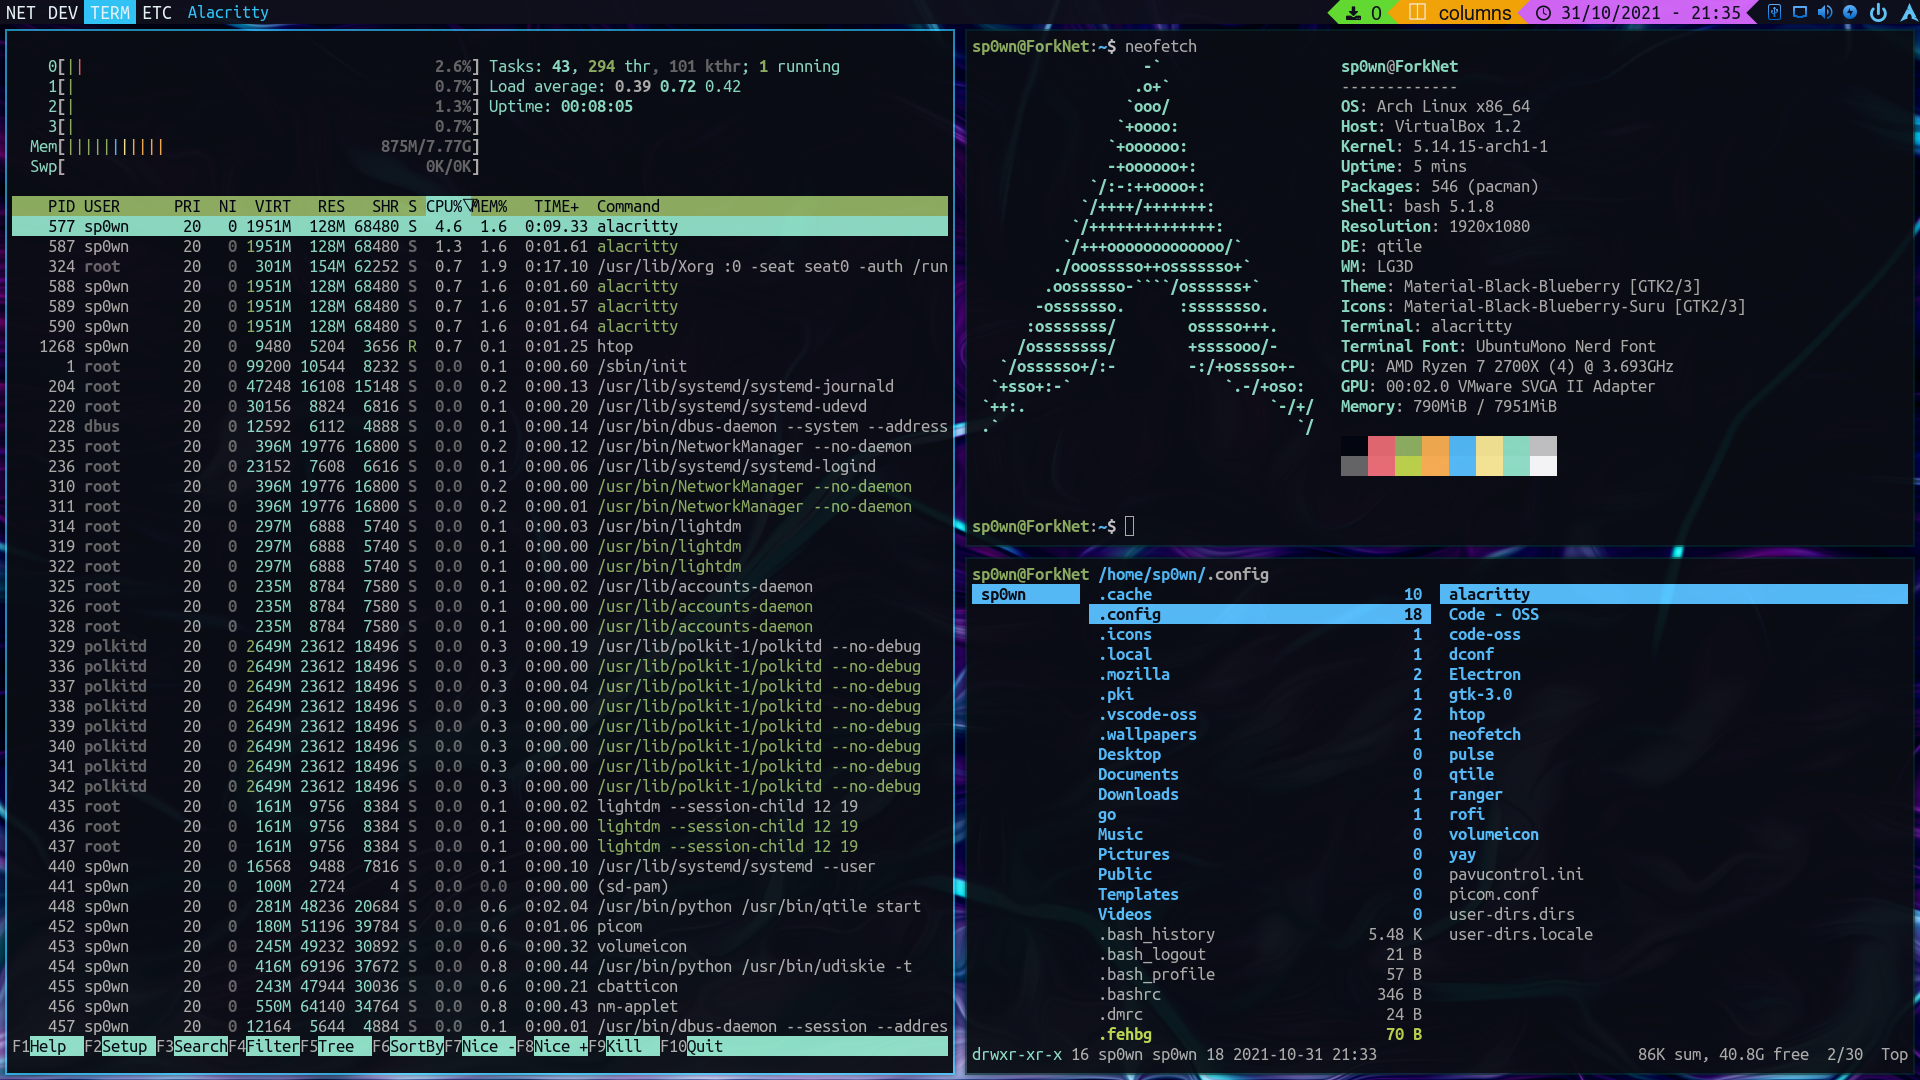 NET DEV TERM ETC Alacritty
0 columns 31/10/2021 - 21:35
0[|| 2.6%] Tasks: 43, 294 thr, 101 kthr; 1 running
1[| 0.7%] Load average: 0.39 0.72 0.42
2[| 1.3%] Uptime: 00:08:05
3[| 0.7%]
Mem[||||||||||| 875M/7.77G]
Swp[ 0K/0K]
PID USER PRI NI VIRT RES SHR S CPU%▽MEM% TIME+ Command
577 sp0wn 20 0 1951M 128M 68480 S 4.6 1.6 0:09.33 alacritty
587 sp0wn 20 0 1951M 128M 68480 S 1.3 1.6 0:01.61 alacritty
324 root 20 0 301M 154M 62252 S 0.7 1.9 0:17.10 /usr/lib/Xorg :0 -seat seat0 -auth /run
588 sp0wn 20 0 1951M 128M 68480 S 0.7 1.6 0:01.60 alacritty
589 sp0wn 20 0 1951M 128M 68480 S 0.7 1.6 0:01.57 alacritty
590 sp0wn 20 0 1951M 128M 68480 S 0.7 1.6 0:01.64 alacritty
1268 sp0wn 20 0 9480 5204 3656 R 0.7 0.1 0:01.25 htop
1 root 20 0 99200 10544 8232 S 0.0 0.1 0:00.60 /sbin/init
204 root 20 0 47248 16108 15148 S 0.0 0.2 0:00.13 /usr/lib/systemd/systemd-journald
220 root 20 0 30156 8824 6816 S 0.0 0.1 0:00.20 /usr/lib/systemd/systemd-udevd
228 dbus 20 0 12592 6112 4888 S 0.0 0.1 0:00.14 /usr/bin/dbus-daemon --system --address
235 root 20 0 396M 19776 16800 S 0.0 0.2 0:00.12 /usr/bin/NetworkManager --no-daemon
236 root 20 0 23152 7608 6616 S 0.0 0.1 0:00.06 /usr/lib/systemd/systemd-logind
310 root 20 0 396M 19776 16800 S 0.0 0.2 0:00.00 /usr/bin/NetworkManager --no-daemon
311 root 20 0 396M 19776 16800 S 0.0 0.2 0:00.01 /usr/bin/NetworkManager --no-daemon
314 root 20 0 297M 6888 5740 S 0.0 0.1 0:00.03 /usr/bin/lightdm
319 root 20 0 297M 6888 5740 S 0.0 0.1 0:00.00 /usr/bin/lightdm
322 root 20 0 297M 6888 5740 S 0.0 0.1 0:00.00 /usr/bin/lightdm
325 root 20 0 235M 8784 7580 S 0.0 0.1 0:00.02 /usr/lib/accounts-daemon
326 root 20 0 235M 8784 7580 S 0.0 0.1 0:00.00 /usr/lib/accounts-daemon
328 root 20 0 235M 8784 7580 S 0.0 0.1 0:00.00 /usr/lib/accounts-daemon
329 polkitd 20 0 2649M 23612 18496 S 0.0 0.3 0:00.19 /usr/lib/polkit-1/polkitd --no-debug
336 polkitd 20 0 2649M 23612 18496 S 0.0 0.3 0:00.00 /usr/lib/polkit-1/polkitd --no-debug
337 polkitd 20 0 2649M 23612 18496 S 0.0 0.3 0:00.04 /usr/lib/polkit-1/polkitd --no-debug
338 polkitd 20 0 2649M 23612 18496 S 0.0 0.3 0:00.00 /usr/lib/polkit-1/polkitd --no-debug
339 polkitd 20 0 2649M 23612 18496 S 0.0 0.3 0:00.00 /usr/lib/polkit-1/polkitd --no-debug
340 polkitd 20 0 2649M 23612 18496 S 0.0 0.3 0:00.00 /usr/lib/polkit-1/polkitd --no-debug
341 polkitd 20 0 2649M 23612 18496 S 0.0 0.3 0:00.00 /usr/lib/polkit-1/polkitd --no-debug
342 polkitd 20 0 2649M 23612 18496 S 0.0 0.3 0:00.00 /usr/lib/polkit-1/polkitd --no-debug
435 root 20 0 161M 9756 8384 S 0.0 0.1 0:00.02 lightdm --session-child 12 19
436 root 20 0 161M 9756 8384 S 0.0 0.1 0:00.00 lightdm --session-child 12 19
437 root 20 0 161M 9756 8384 S 0.0 0.1 0:00.00 lightdm --session-child 12 19
440 sp0wn 20 0 16568 9488 7816 S 0.0 0.1 0:00.10 /usr/lib/systemd/systemd --user
441 sp0wn 20 0 100M 2724 4 S 0.0 0.0 0:00.00 (sd-pam)
448 sp0wn 20 0 281M 48236 20684 S 0.0 0.6 0:02.04 /usr/bin/python /usr/bin/qtile start
452 sp0wn 20 0 180M 51196 39784 S 0.0 0.6 0:01.06 picom
453 sp0wn 20 0 245M 49232 30892 S 0.0 0.6 0:00.32 volumeicon
454 sp0wn 20 0 416M 69196 37672 S 0.0 0.8 0:00.44 /usr/bin/python /usr/bin/udiskie -t
455 sp0wn 20 0 243M 47944 30036 S 0.0 0.6 0:00.21 cbatticon
456 sp0wn 20 0 550M 64140 34764 S 0.0 0.8 0:00.43 nm-applet
457 sp0wn 20 0 12164 5644 4884 S 0.0 0.1 0:00.01 /usr/bin/dbus-daemon --session --addres
F1Help F2Setup F3SearchF4FilterF5Tree F6SortByF7Nice -F8Nice +F9Kill F10Quit
sp0wn@ForkNet:~$ neofetch
-`
.o+`
`ooo/
`+oooo:
`+oooooo:
-+oooooo+:
`/:-:++oooo+:
`/++++/+++++++:
`/++++++++++++++:
`/+++ooooooooooooo/`
./ooosssso++osssssso+`
.oossssso-````/ossssss+`
-osssssso. :ssssssso.
:osssssss/ osssso+++.
/ossssssss/ +ssssooo/-
`/ossssso+/:- -:/+osssso+-
`+sso+:-` `.-/+oso:
`++:. `-/+/
.` `/
sp0wn@ForkNet
-------------
OS: Arch Linux x86_64
Host: VirtualBox 1.2
Kernel: 5.14.15-arch1-1
Uptime: 5 mins
Packages: 546 (pacman)
Shell: bash 5.1.8
Resolution: 1920x1080
DE: qtile
WM: LG3D
Theme: Material-Black-Blueberry [GTK2/3]
Icons: Material-Black-Blueberry-Suru [GTK2/3]
Terminal: alacritty
Terminal Font: UbuntuMono Nerd Font
CPU: AMD Ryzen 7 2700X (4) @ 3.693GHz
GPU: 00:02.0 VMware SVGA II Adapter
Memory: 790MiB / 7951MiB
sp0wn@ForkNet:~$
sp0wn@ForkNet /home/sp0wn/.config
sp0wn .cache 10 alacritty
.config 18 Code - OSS
.icons 1 code-oss
.local 1 dconf
.mozilla 2 Electron
.pki 1 gtk-3.0
.vscode-oss 2 htop
.wallpapers 1 neofetch
Desktop 0 pulse
Documents 0 qtile
Downloads 1 ranger
go 1 rofi
Music 0 volumeicon
Pictures 0 yay
Public 0 pavucontrol.ini
Templates 0 picom.conf
Videos 0 user-dirs.dirs
.bash_history 5.48 K user-dirs.locale
.bash_logout 21 B
.bash_profile 57 B
.bashrc 346 B
.dmrc 24 B
.fehbg 70 B
drwxr-xr-x 16 sp0wn sp0wn 18 2021-10-31 21:33 86K sum, 40.8G free 2/30 Top